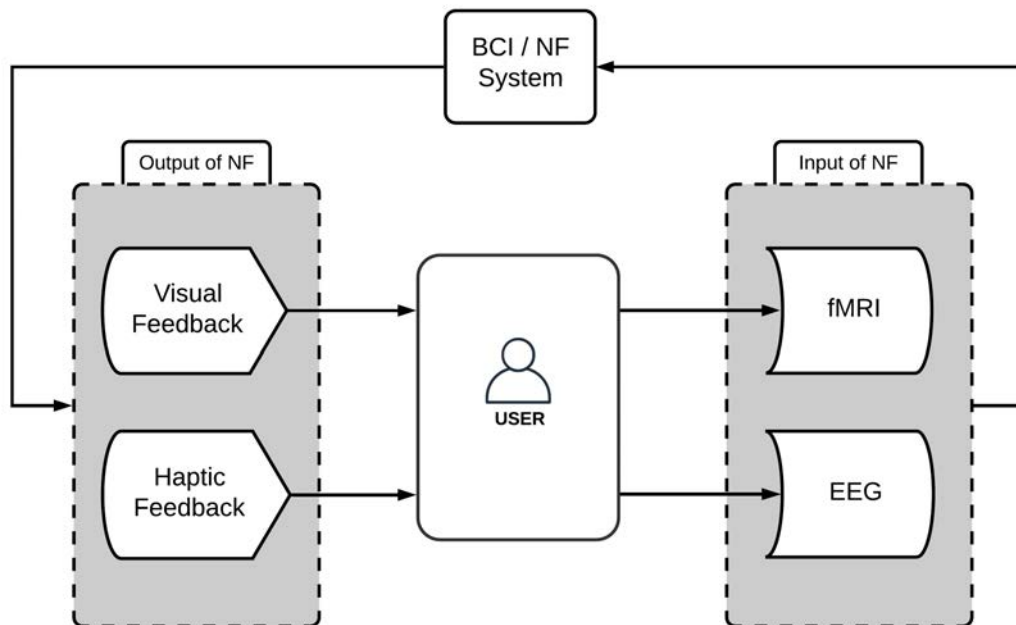 BCI / NF
System
Output of NF
Input of NF
Visual
Feedback
fMRI
USER
Haptic
Feedback
EEG